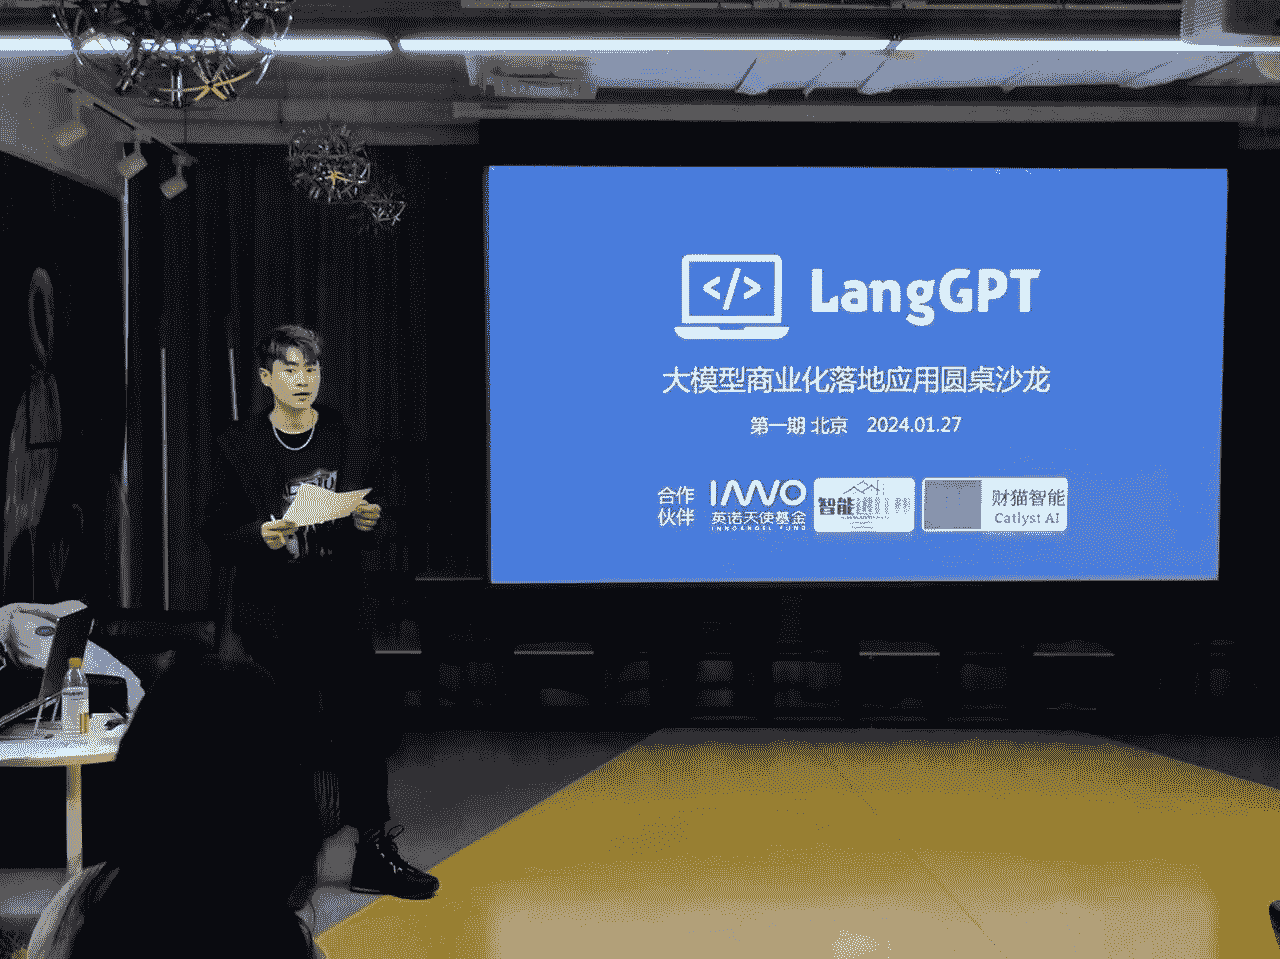 </>
LangGPT
大模型商业化落地应用圆桌沙龙
第一期 北京 2024.01.27
合作
伙伴
INNO
英诺天使基金
INNOANGEL FUND
智能
财猫智能
Catlyst AI